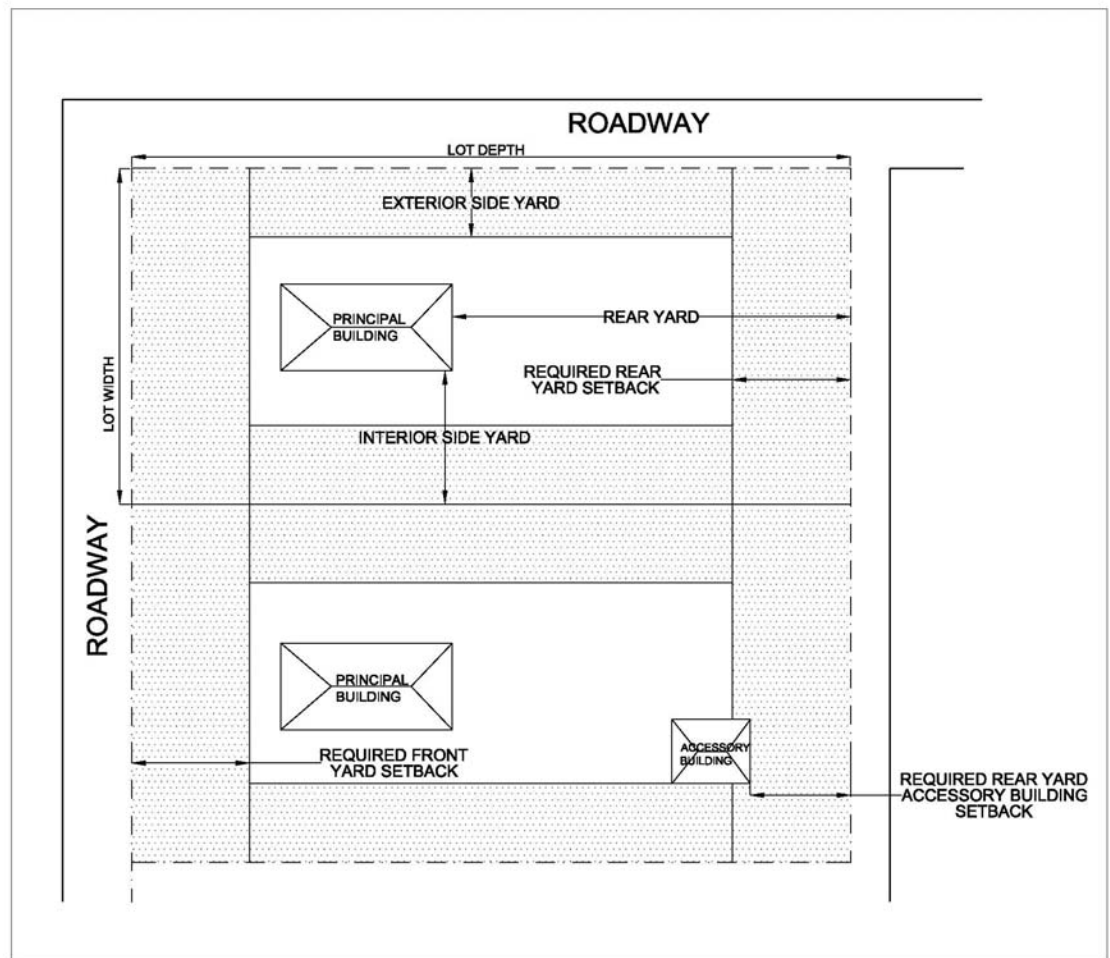 ROADWAY
LOT DEPTH
EXTERIOR SIDE YARD
PRINCIPAL
BUILDING
REAR YARD
REQUIRED REAR
YARD SETBACK
LOT WIDTH
INTERIOR SIDE YARD
ROADWAY
PRINCIPAL
BUILDING
ACCESSORY
BUILDING
REQUIRED FRONT
YARD SETBACK
REQUIRED REAR YARD
ACCESSORY BUILDING
SETBACK